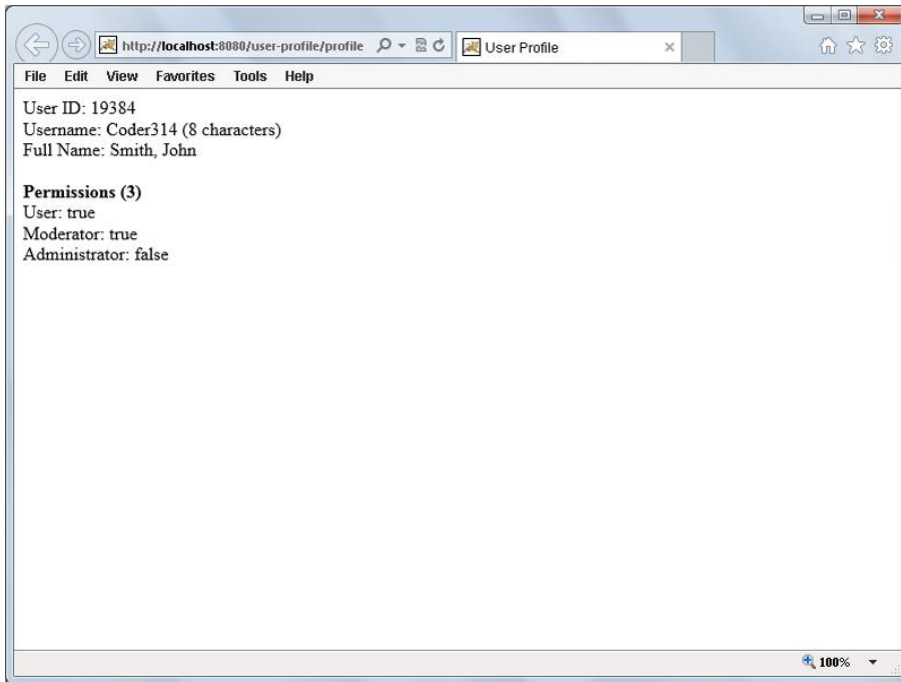 http://localhost:8080/user-profile/profile
User Profile
File Edit View Favorites Tools Help
User ID: 19384
Username: Coder314 (8 characters)
Full Name: Smith, John
Permissions (3)
User: true
Moderator: true
Administrator: false
100%